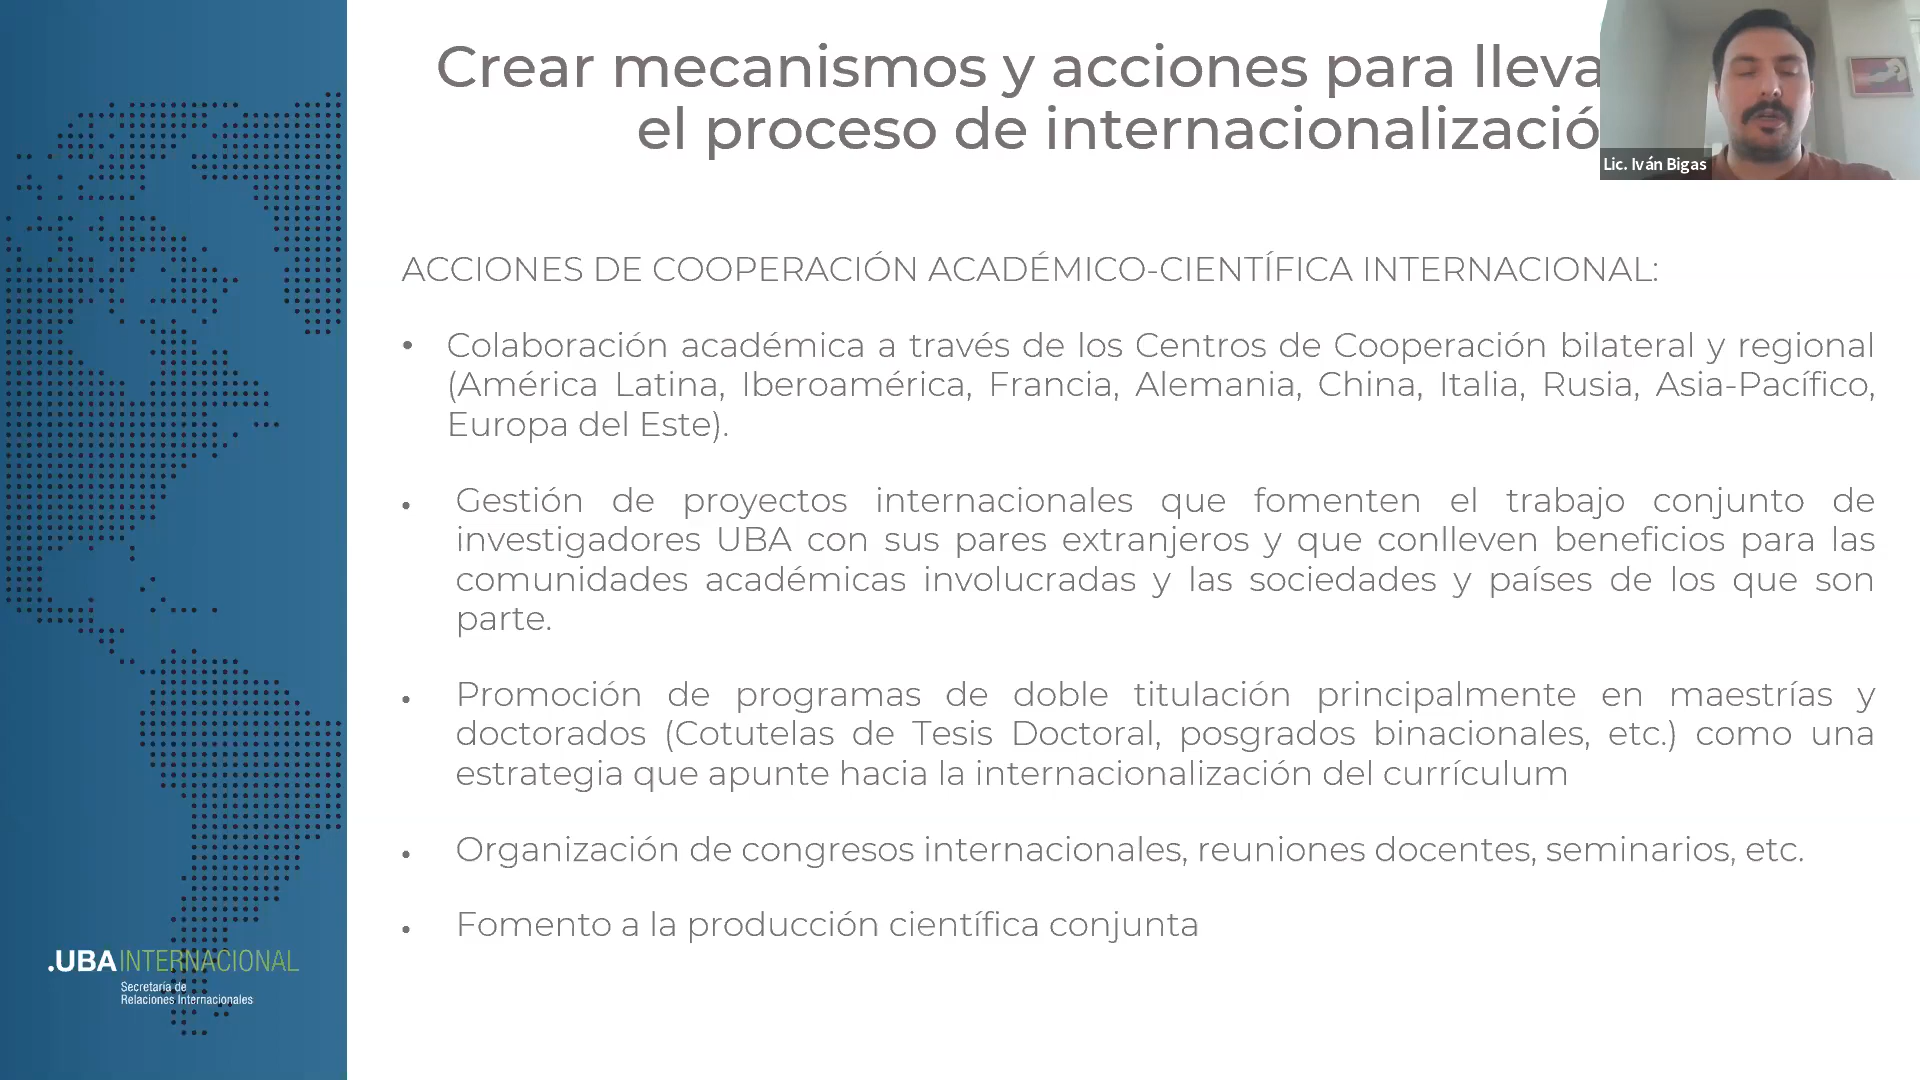 Crear mecanismos y acciones para lleva
el proceso de internacionalizació
Lic. Iván Bigas
ACCIONES DE COOPERACIÓN ACADÉMICO-CIENTÍFICA INTERNACIONAL:
• Colaboración académica a través de los Centros de Cooperación bilateral y regional
(América Latina, Iberoamérica, Francia, Alemania, China, Italia, Rusia, Asia-Pacífico,
Europa del Este).
• Gestión de proyectos internacionales que fomenten el trabajo conjunto de
investigadores UBA con sus pares extranjeros y que conlleven beneficios para las
comunidades académicas involucradas y las sociedades y países de los que son
parte.
• Promoción de programas de doble titulación principalmente en maestrías y
doctorados (Cotutelas de Tesis Doctoral, posgrados binacionales, etc.) como una
estrategia que apunte hacia la internacionalización del currículum
• Organización de congresos internacionales, reuniones docentes, seminarios, etc.
• Fomento a la producción científica conjunta
.UBAINTERNACIONAL
Secretaría de
Relaciones Internacionales